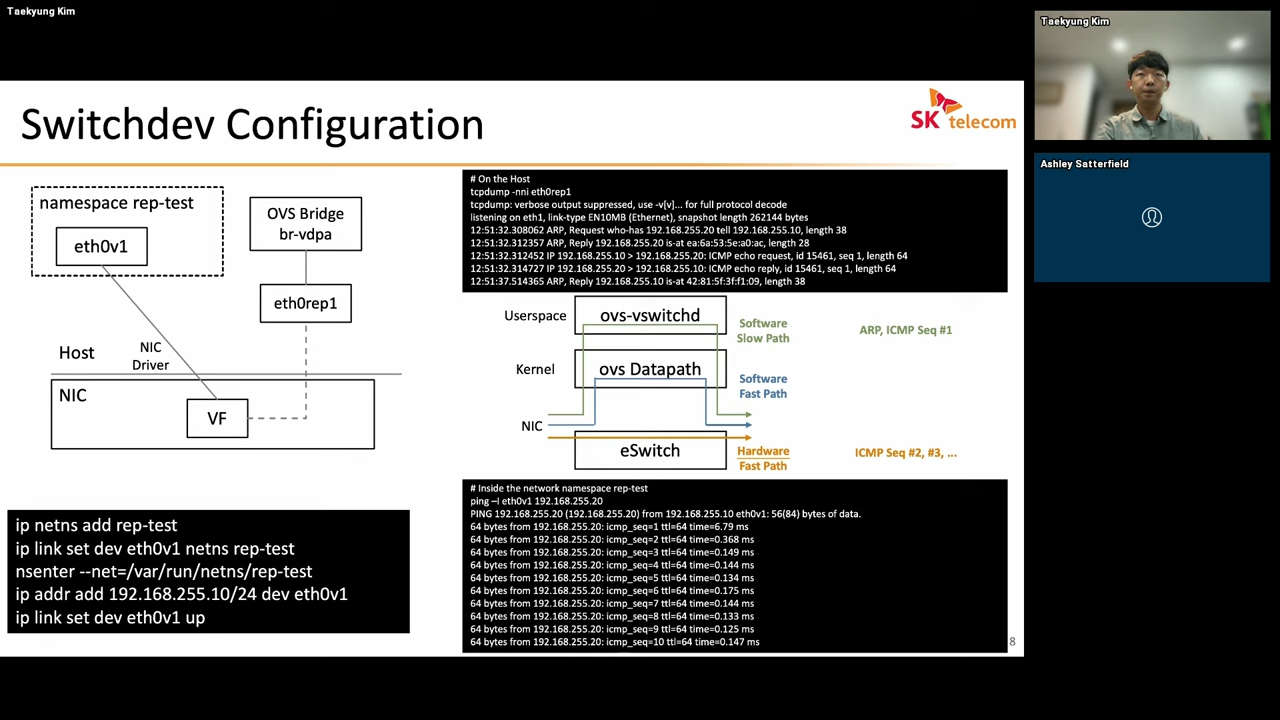 Taekyung Kim
Taekyung Kim
Ashley Satterfield
Switchdev Configuration
SK telecom
namespace rep-test
eth0v1
OVS Bridge
br-vdpa
eth0rep1
Host
NIC
Driver
NIC
VF
ip netns add rep-test
ip link set dev eth0v1 netns rep-test
nsenter --net=/var/run/netns/rep-test
ip addr add 192.168.255.10/24 dev eth0v1
ip link set dev eth0v1 up
# On the Host
tcpdump -nni eth0rep1
tcpdump: verbose output suppressed, use -v[v]... for full protocol decode
listening on eth1, link-type EN10MB (Ethernet), snapshot length 262144 bytes
12:51:32.308062 ARP, Request who-has 192.168.255.20 tell 192.168.255.10, length 38
12:51:32.312357 ARP, Reply 192.168.255.20 is-at ea:6a:53:5e:a0:ac, length 28
12:51:32.312452 IP 192.168.255.10 > 192.168.255.20: ICMP echo request, id 15461, seq 1, length 64
12:51:32.314727 IP 192.168.255.20 > 192.168.255.10: ICMP echo reply, id 15461, seq 1, length 64
12:51:37.514365 ARP, Reply 192.168.255.10 is-at 42:81:5f:3f:f1:09, length 38
Userspace
ovs-vswitchd
Software
Slow Path
ARP, ICMP Seq #1
Kernel
ovs Datapath
Software
Fast Path
NIC
eSwitch
Hardware
Fast Path
ICMP Seq #2, #3, ...
# Inside the network namespace rep-test
ping –I eth0v1 192.168.255.20
PING 192.168.255.20 (192.168.255.20) from 192.168.255.10 eth0v1: 56(84) bytes of data.
64 bytes from 192.168.255.20: icmp_seq=1 ttl=64 time=6.79 ms
64 bytes from 192.168.255.20: icmp_seq=2 ttl=64 time=0.368 ms
64 bytes from 192.168.255.20: icmp_seq=3 ttl=64 time=0.149 ms
64 bytes from 192.168.255.20: icmp_seq=4 ttl=64 time=0.144 ms
64 bytes from 192.168.255.20: icmp_seq=5 ttl=64 time=0.134 ms
64 bytes from 192.168.255.20: icmp_seq=6 ttl=64 time=0.175 ms
64 bytes from 192.168.255.20: icmp_seq=7 ttl=64 time=0.144 ms
64 bytes from 192.168.255.20: icmp_seq=8 ttl=64 time=0.133 ms
64 bytes from 192.168.255.20: icmp_seq=9 ttl=64 time=0.125 ms
64 bytes from 192.168.255.20: icmp_seq=10 ttl=64 time=0.147 ms
8